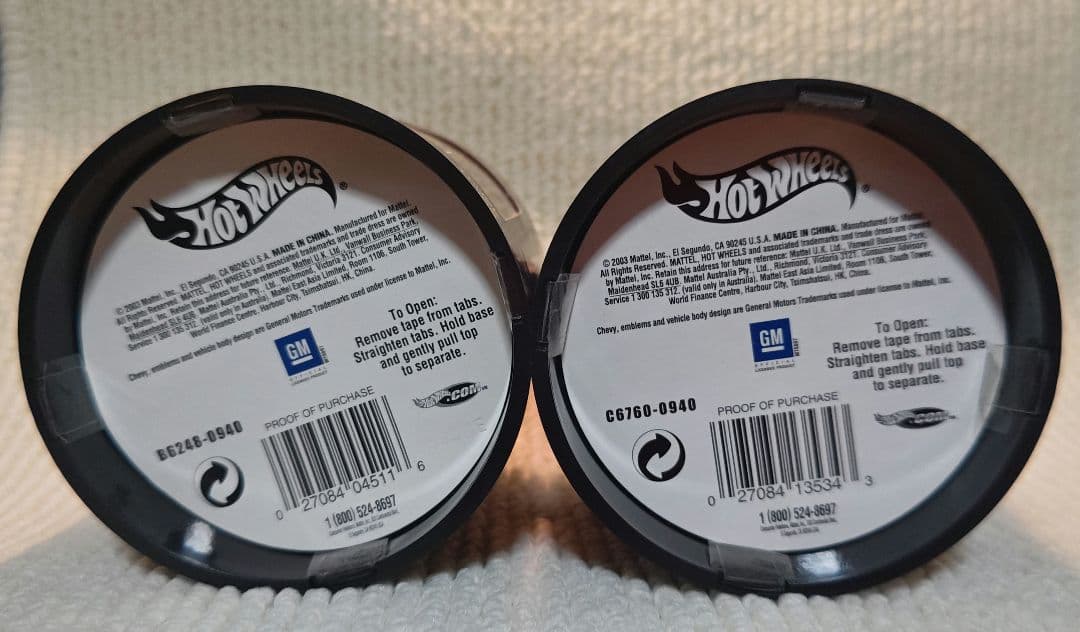 HOT WHEELS®
© 2003 Mattel, Inc., El Segundo, CA 90245 U.S.A. MADE IN CHINA. Manufactured for Mattel.
All Rights Reserved. MATTEL, HOT WHEELS and associated trademarks and trade dress are owned
by Mattel, Inc. Retain this address for future reference: Mattel U.K. Ltd., Vanwall Business Park,
Maidenhead SL6 4UB. Mattel Australia Pty., Ltd., Richmond, Victoria 3121. Consumer Advisory
Service 1 300 135 312. (valid only in Australia). Mattel East Asia Limited, Room 1106, South Tower,
World Finance Centre, Harbour City, Tsimshatsui, HK, China.
Chevy, emblems and vehicle body design are General Motors Trademarks used under license to Mattel, Inc.
GM
OFFICIAL
LICENSED PRODUCT
To Open:
Remove tape from tabs.
Straighten tabs. Hold base
and gently pull top
to separate.
.COM
B6248-0940
PROOF OF PURCHASE
0 27084 04511 6
1 (800) 524-8697
HOT WHEELS®
© 2003 Mattel, Inc., El Segundo, CA 90245 U.S.A. MADE IN CHINA. Manufactured for Mattel.
All Rights Reserved. MATTEL, HOT WHEELS and associated trademarks and trade dress are owned
by Mattel, Inc. Retain this address for future reference: Mattel U.K. Ltd., Vanwall Business Park,
Maidenhead SL6 4UB. Mattel Australia Pty., Ltd., Richmond, Victoria 3121. Consumer Advisory
Service 1 300 135 312. (valid only in Australia). Mattel East Asia Limited, Room 1106, South Tower,
World Finance Centre, Harbour City, Tsimshatsui, HK, China.
Chevy, emblems and vehicle body design are General Motors Trademarks used under license to Mattel, Inc.
GM
OFFICIAL
LICENSED PRODUCT
To Open:
Remove tape from tabs.
Straighten tabs. Hold base
and gently pull top
to separate.
.COM
C6760-0940
PROOF OF PURCHASE
0 27084 13534 3
1 (800) 524-8697